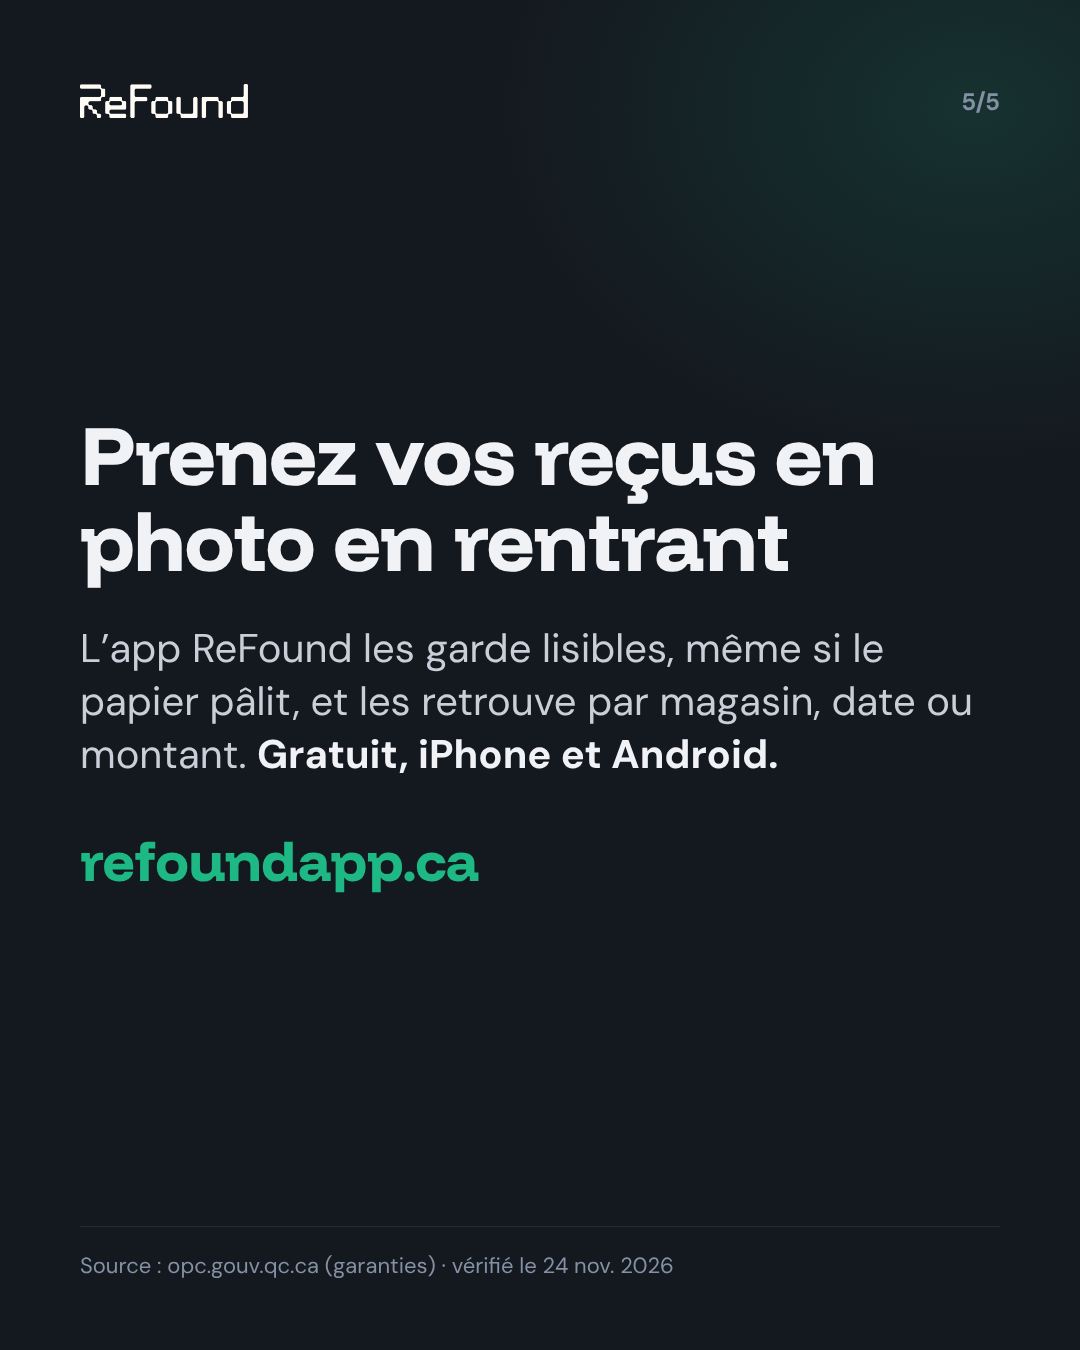 ReFound
5/5
Prenez vos reçus en
photo en rentrant
L’app ReFound les garde lisibles, même si le
papier pâlit, et les retrouve par magasin, date ou
montant. Gratuit, iPhone et Android.
refoundapp.ca
Source : opc.gouv.qc.ca (garanties) · vérifié le 24 nov. 2026